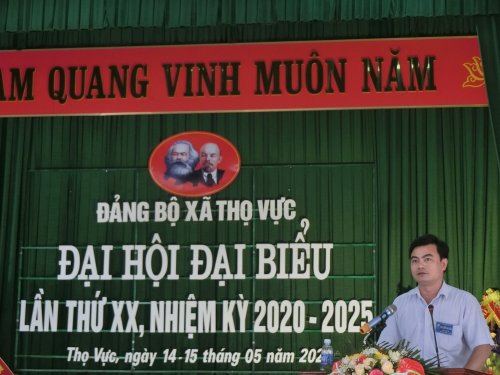 AM QUANG VINH MUÔN NĂM
ĐẢNG BỘ XÃ THỌ VỰC
ĐẠI HỘI ĐẠI BIỂU
LẦN THỨ XX, NHIỆM KỲ 2020 - 2025
Thọ Vực, ngày 14-15 tháng 05 năm 202